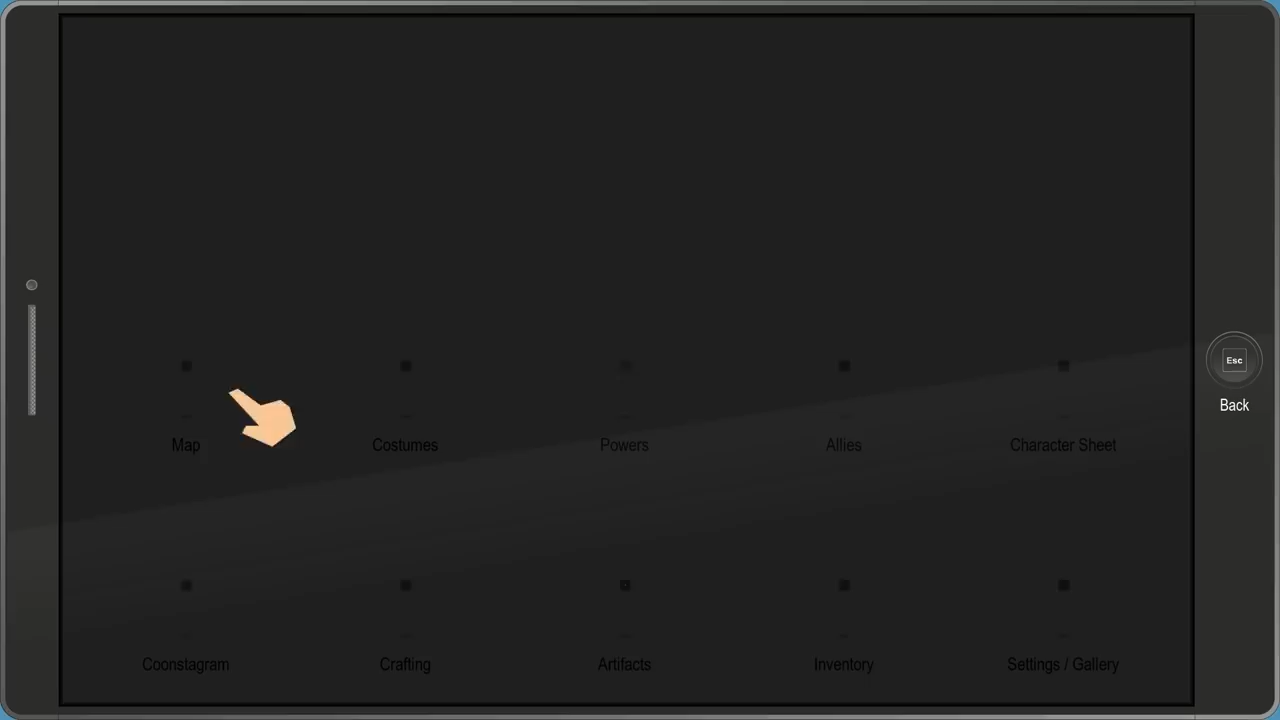 Esc
Back
Map Costumes Powers Allies Character Sheet
Coonstagram Crafting Artifacts Inventory Settings / Gallery